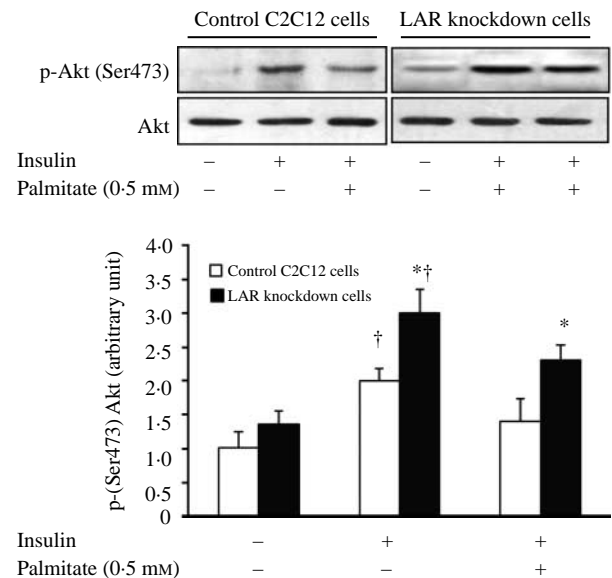 Control C2C12 cells LAR knockdown cells
p-Akt (Ser473)
Akt
Insulin – + + – + +
Palmitate (0·5 mM) – – + – + +
p-(Ser473) Akt (arbitrary unit)
4·0
3·5
3·0
2·5
2·0
1·5
1·0
0·5
0
Control C2C12 cells
LAR knockdown cells
† *† *
Insulin – + +
Palmitate (0·5 mM) – – +